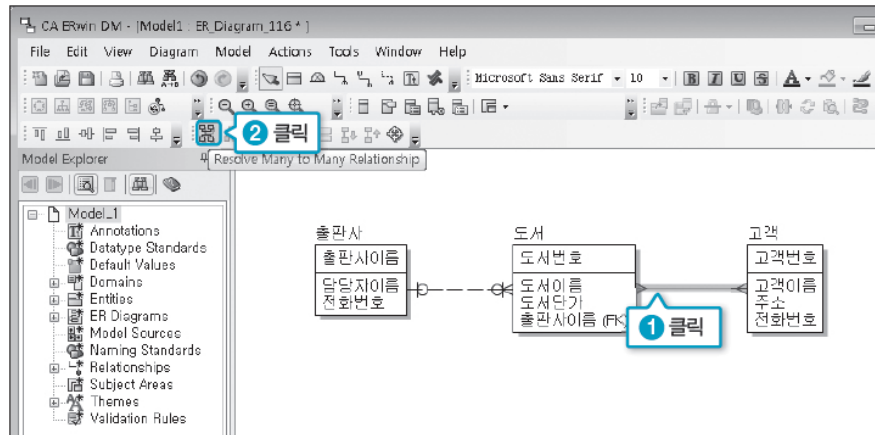 CA ERwin DM - [Model1 : ER_Diagram_116 * ]
File Edit View Diagram Model Actions Tools Window Help
Microsoft Sans Serif 10 B I U S A
② 클릭
Resolve Many to Many Relationship
Model Explorer
Model_1
Annotations
Datatype Standards
Default Values
Domains
Entities
ER Diagrams
Model Sources
Naming Standards
Relationships
Subject Areas
Themes
Validation Rules
출판사
출판사이름
담당자이름
전화번호
도서
도서번호
도서이름
도서단가
출판사이름 (FK)
① 클릭
고객
고객번호
고객이름
주소
전화번호